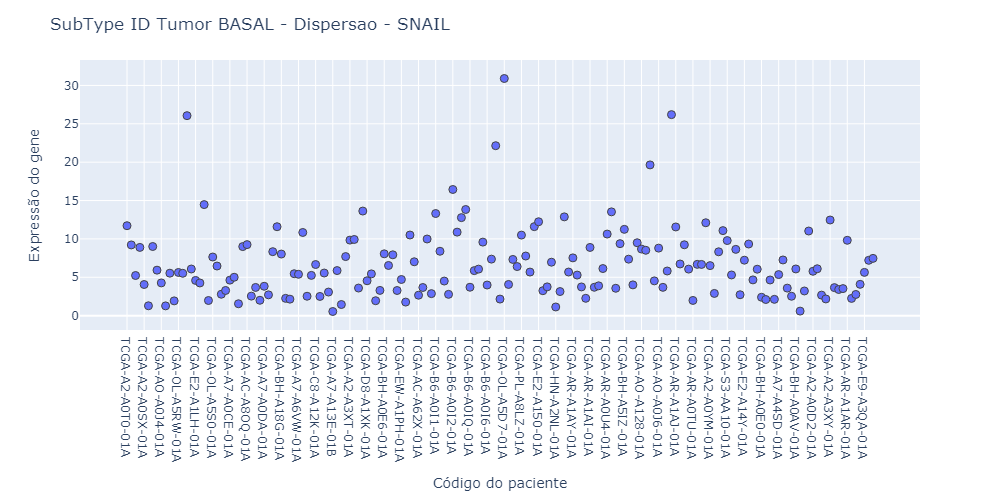 SubType ID Tumor BASAL - Dispersao - SNAIL
Expressão do gene
30
25
20
15
10
5
0
TCGA-A2-A0T0-01A
TCGA-A2-A0SX-01A
TCGA-AO-A0J4-01A
TCGA-OL-A5RW-01A
TCGA-E2-A1LH-01A
TCGA-OL-A5S0-01A
TCGA-A7-A0CE-01A
TCGA-AC-A8OQ-01A
TCGA-A7-A0DA-01A
TCGA-BH-A18G-01A
TCGA-A7-A6VW-01A
TCGA-C8-A12K-01A
TCGA-A7-A13E-01B
TCGA-A2-A3XT-01A
TCGA-D8-A1XK-01A
TCGA-BH-A0E6-01A
TCGA-EW-A1PH-01A
TCGA-AC-A62X-01A
TCGA-B6-A0I1-01A
TCGA-B6-A0I2-01A
TCGA-B6-A0IQ-01A
TCGA-B6-A0I6-01A
TCGA-OL-A5D7-01A
TCGA-PL-A8LZ-01A
TCGA-E2-A150-01A
TCGA-HN-A2NL-01A
TCGA-AR-A1AY-01A
TCGA-AR-A1AI-01A
TCGA-AR-A0U4-01A
TCGA-BH-A5IZ-01A
TCGA-AO-A128-01A
TCGA-AQ-A04J-01A
TCGA-AR-A1AJ-01A
TCGA-AR-A0TU-01A
TCGA-A2-A0YM-01A
TCGA-S3-AA10-01A
TCGA-E2-A14Y-01A
TCGA-BH-A0E0-01A
TCGA-A7-A4SD-01A
TCGA-BH-A0AV-01A
TCGA-A2-A0D2-01A
TCGA-A2-A3XY-01A
TCGA-AR-A1AR-01A
TCGA-E9-A3QA-01A
Código do paciente